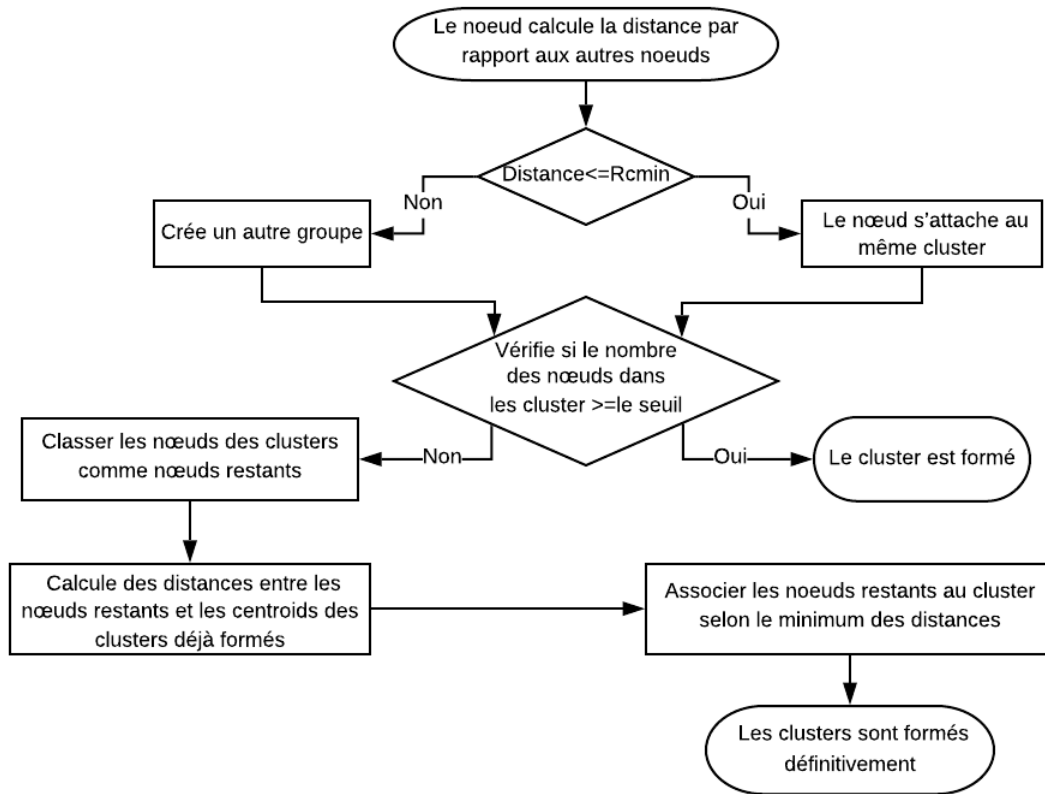 Le noeud calcule la distance par
rapport aux autres noeuds
Distance<=Rcmin
Non
Oui
Crée un autre groupe
Le nœud s'attache au
même cluster
Vérifie si le nombre
des nœuds dans
les cluster >=le seuil
Classer les nœuds des clusters
comme nœuds restants
Non
Oui
Le cluster est formé
Calcule des distances entre les
nœuds restants et les centroids des
clusters déjà formés
Associer les noeuds restants au cluster
selon le minimum des distances
Les clusters sont formés
définitivement